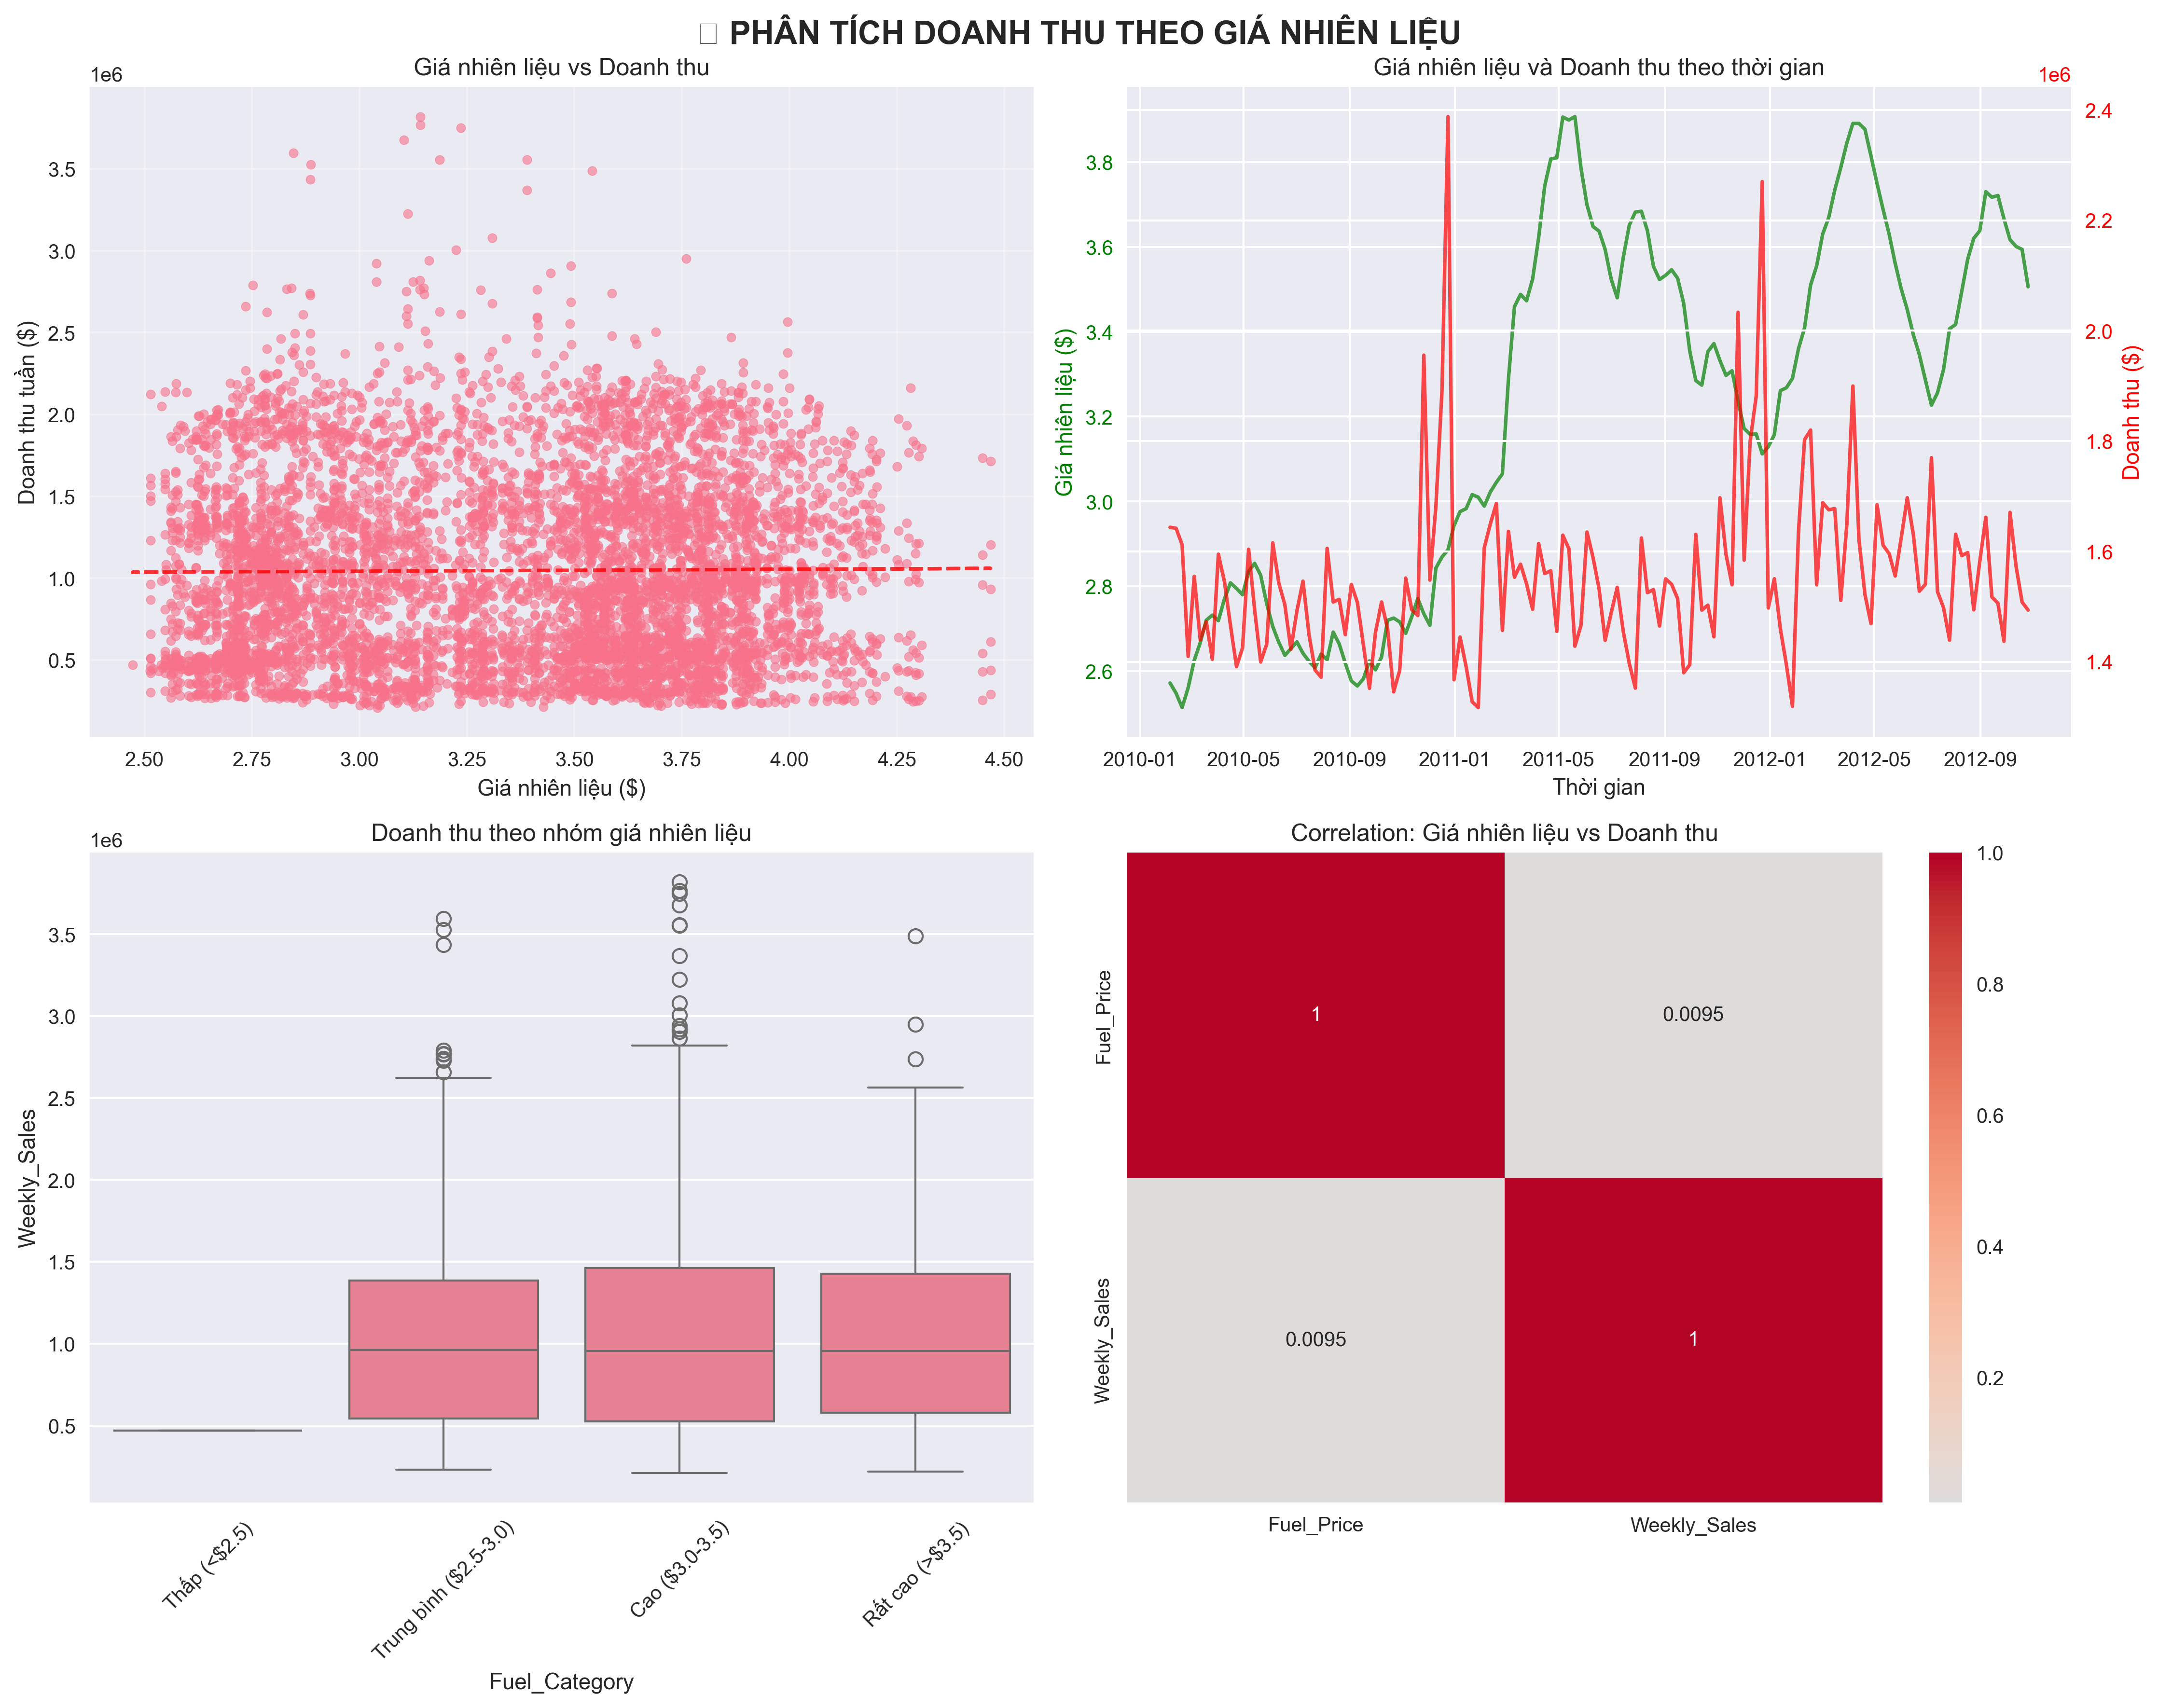 PHÂN TÍCH DOANH THU THEO GIÁ NHIÊN LIỆU
Giá nhiên liệu vs Doanh thu
1e6
3.5
3.0
2.5
2.0
1.5
1.0
0.5
Doanh thu tuần ($)
2.50 2.75 3.00 3.25 3.50 3.75 4.00 4.25 4.50
Giá nhiên liệu ($)
Giá nhiên liệu và Doanh thu theo thời gian
1e6
3.8
3.6
3.4
3.2
3.0
2.8
2.6
Giá nhiên liệu ($)
2.4
2.2
2.0
1.8
1.6
1.4
Doanh thu ($)
2010-01 2010-05 2010-09 2011-01 2011-05 2011-09 2012-01 2012-05 2012-09
Thời gian
Doanh thu theo nhóm giá nhiên liệu
1e6
3.5
3.0
2.5
2.0
1.5
1.0
0.5
Weekly_Sales
Thấp (<$2.5)
Trung bình ($2.5-3.0)
Cao ($3.0-3.5)
Rất cao (>$3.5)
Fuel_Category
Correlation: Giá nhiên liệu vs Doanh thu
Fuel_Price
Weekly_Sales
1 0.0095
0.0095 1
Fuel_Price Weekly_Sales
1.0
0.8
0.6
0.4
0.2